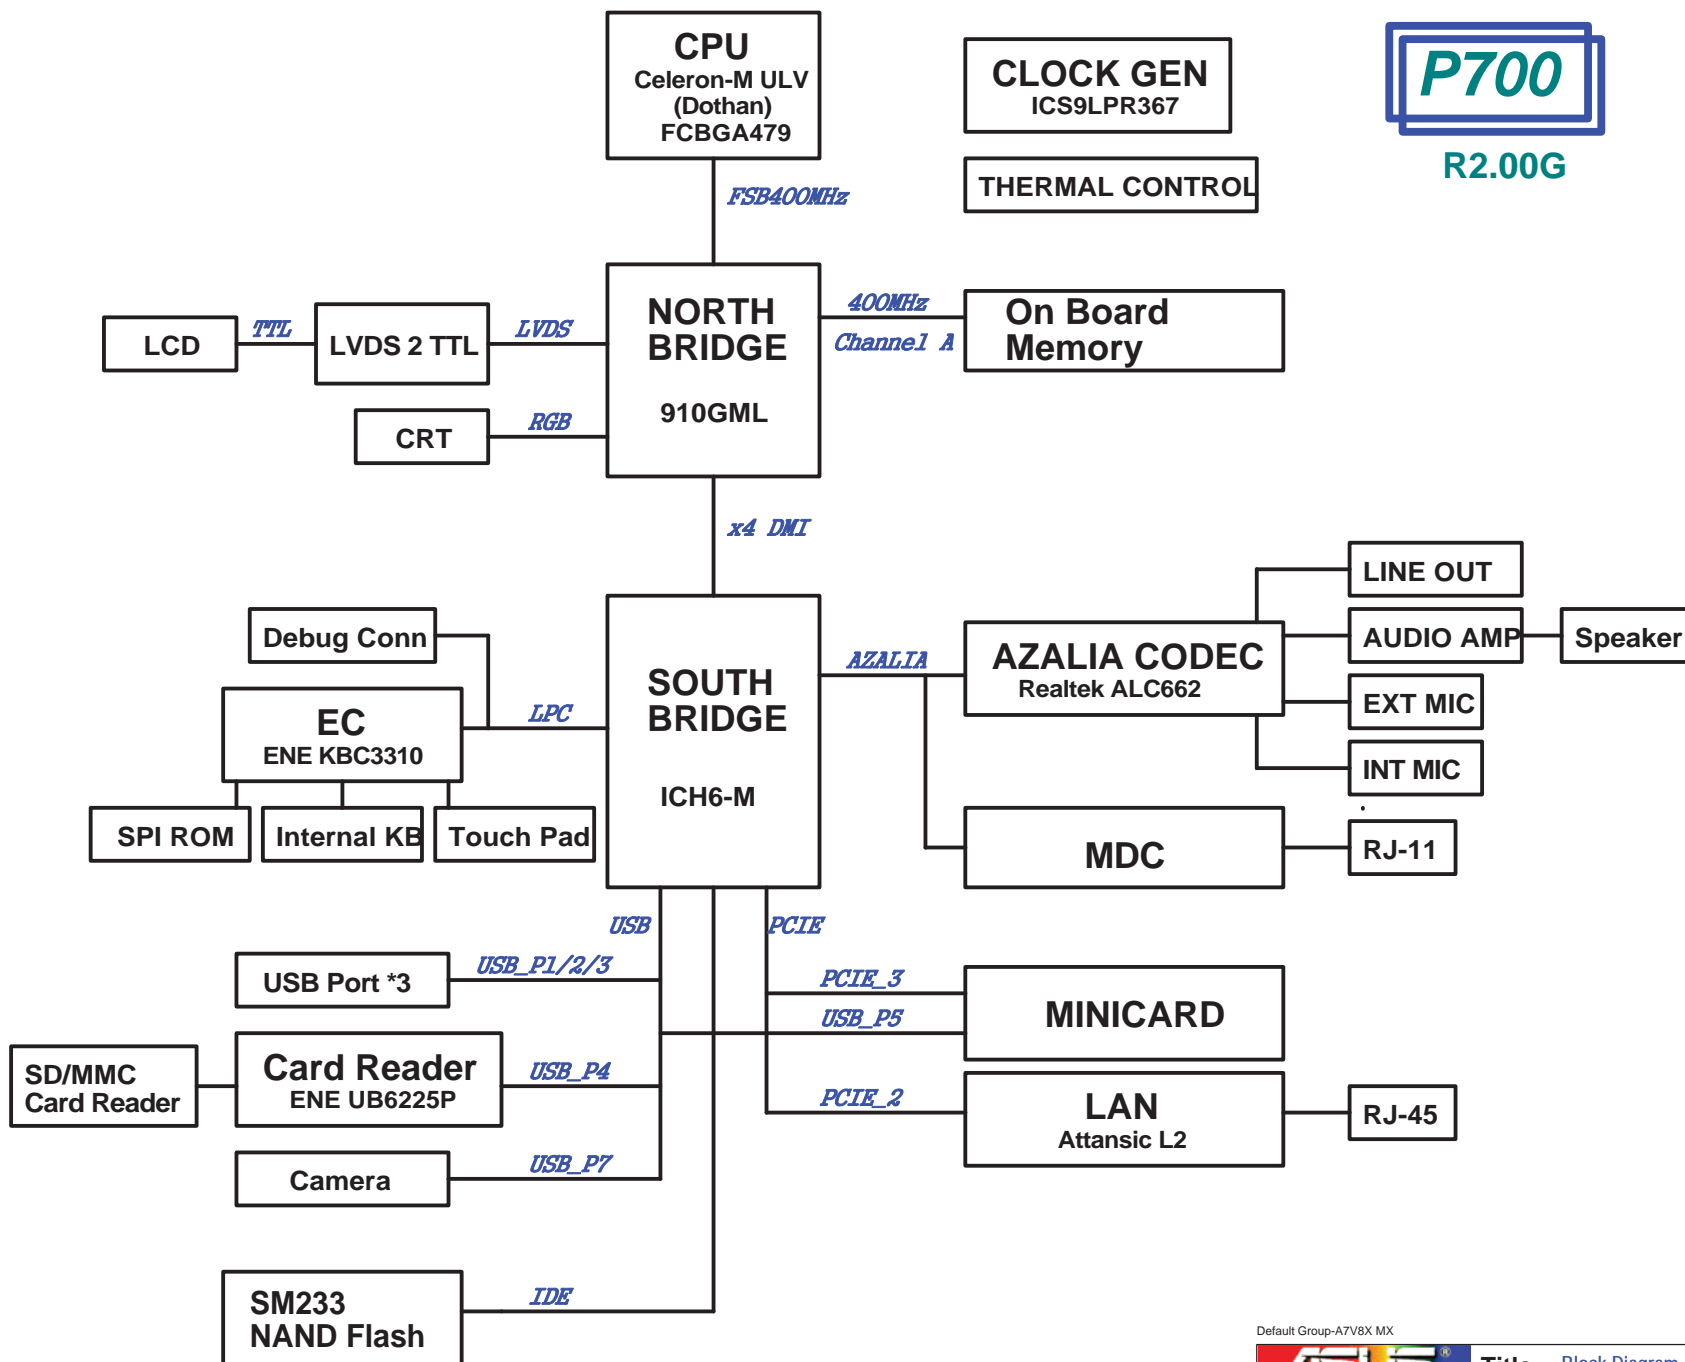 CPU
Celeron-M ULV
(Dothan)
FCBGA479
CLOCK GEN
ICS9LPR367
P700
R2.00G
THERMAL CONTROL
FSB400MHz
NORTH
BRIDGE
910GML
400MHz
Channel A
On Board
Memory
LCD
TTL
LVDS 2 TTL
LVDS
CRT
RGB
x4 DMI
LINE OUT
Debug Conn
AUDIO AMP
Speaker
SOUTH
BRIDGE
ICH6-M
AZALIA
AZALIA CODEC
Realtek ALC662
EC
ENE KBC3310
LPC
EXT MIC
INT MIC
SPI ROM
Internal KB
Touch Pad
MDC
RJ-11
USB
PCIE
USB Port *3
USB_P1/2/3
PCIE_3
USB_P5
MINICARD
SD/MMC
Card Reader
Card Reader
ENE UB6225P
USB_P4
PCIE_2
LAN
Attansic L2
RJ-45
Camera
USB_P7
SM233
NAND Flash
IDE
Default Group-A7V8X MX